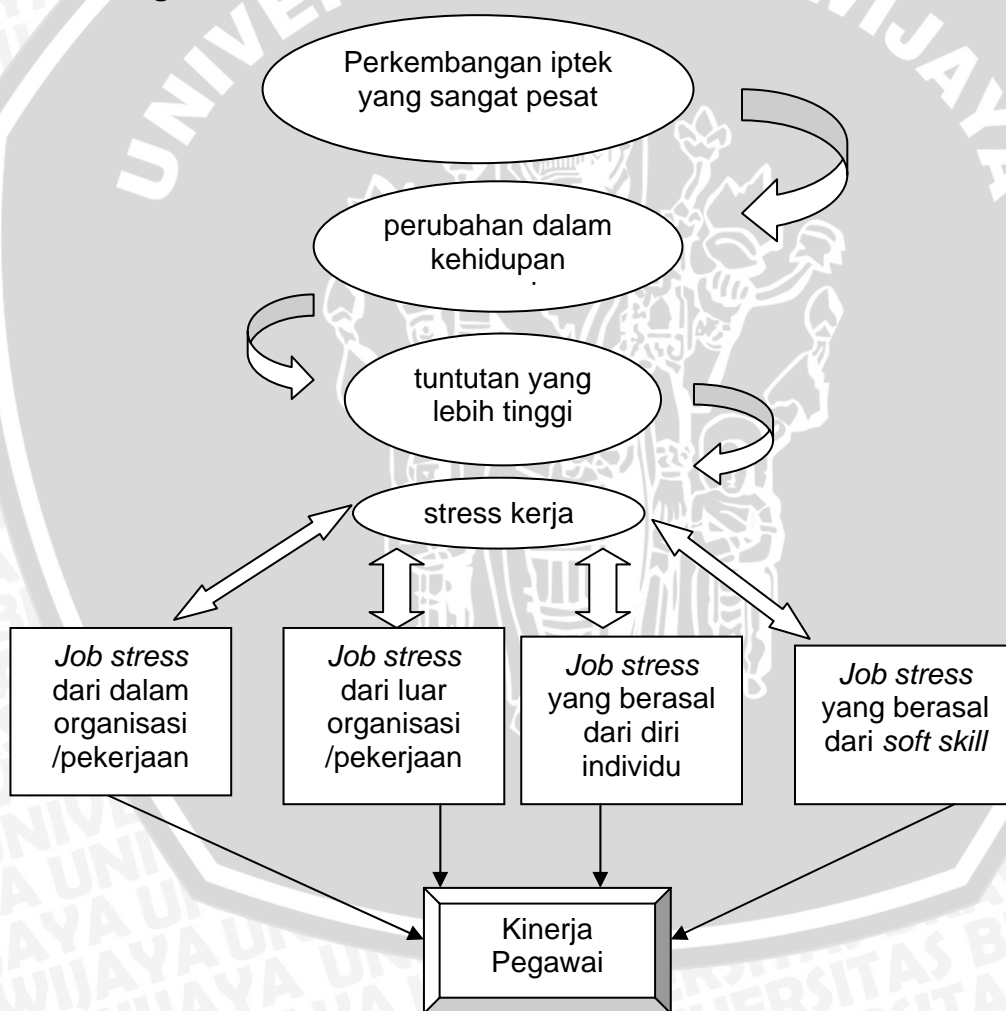 Perkembangan iptek
yang sangat pesat
perubahan dalam
kehidupan
tuntutan yang
lebih tinggi
stress kerja
Job stress
dari dalam
organisasi
/pekerjaan
Job stress
dari luar
organisasi
/pekerjaan
Job stress
yang berasal
dari diri
individu
Job stress
yang berasal
dari soft skill
Kinerja
Pegawai